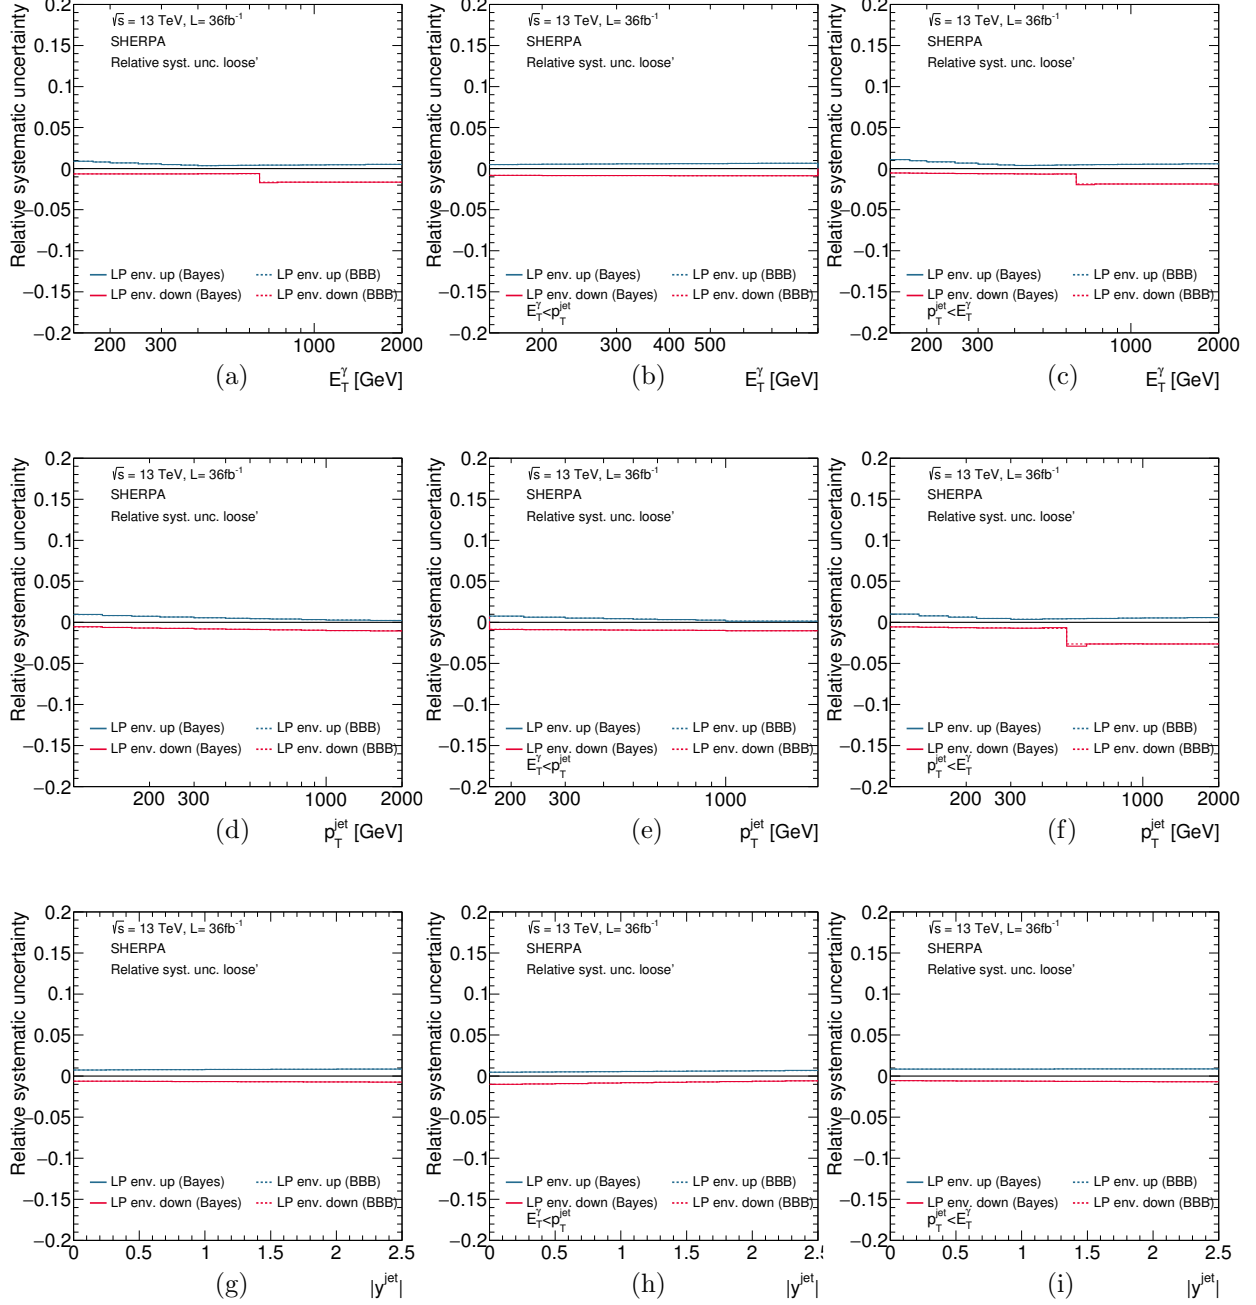 Relative systematic uncertainty
0.2
0.15
0.1
0.05
0
−0.05
−0.1
−0.15
−0.2
√s = 13 TeV, L= 36fb⁻¹
SHERPA
Relative syst. unc. loose'
LP env. up (Bayes) LP env. up (BBB)
LP env. down (Bayes) LP env. down (BBB)
200 300 1000 2000
(a) E_T^γ [GeV]
Relative systematic uncertainty
0.2
0.15
0.1
0.05
0
−0.05
−0.1
−0.15
−0.2
√s = 13 TeV, L= 36fb⁻¹
SHERPA
Relative syst. unc. loose'
LP env. up (Bayes) LP env. up (BBB)
LP env. down (Bayes) LP env. down (BBB)
E_T^γ<p_T^jet
200 300 400 500
(b) E_T^γ [GeV]
Relative systematic uncertainty
0.2
0.15
0.1
0.05
0
−0.05
−0.1
−0.15
−0.2
√s = 13 TeV, L= 36fb⁻¹
SHERPA
Relative syst. unc. loose'
LP env. up (Bayes) LP env. up (BBB)
LP env. down (Bayes) LP env. down (BBB)
p_T^jet<E_T^γ
200 300 1000 2000
(c) E_T^γ [GeV]
Relative systematic uncertainty
0.2
0.15
0.1
0.05
0
−0.05
−0.1
−0.15
−0.2
√s = 13 TeV, L= 36fb⁻¹
SHERPA
Relative syst. unc. loose'
LP env. up (Bayes) LP env. up (BBB)
LP env. down (Bayes) LP env. down (BBB)
200 300 1000 2000
(d) p_T^jet [GeV]
Relative systematic uncertainty
0.2
0.15
0.1
0.05
0
−0.05
−0.1
−0.15
−0.2
√s = 13 TeV, L= 36fb⁻¹
SHERPA
Relative syst. unc. loose'
LP env. up (Bayes) LP env. up (BBB)
LP env. down (Bayes) LP env. down (BBB)
E_T^γ<p_T^jet
200 300 1000
(e) p_T^jet [GeV]
Relative systematic uncertainty
0.2
0.15
0.1
0.05
0
−0.05
−0.1
−0.15
−0.2
√s = 13 TeV, L= 36fb⁻¹
SHERPA
Relative syst. unc. loose'
LP env. up (Bayes) LP env. up (BBB)
LP env. down (Bayes) LP env. down (BBB)
p_T^jet<E_T^γ
200 300 1000 2000
(f) p_T^jet [GeV]
Relative systematic uncertainty
0.2
0.15
0.1
0.05
0
−0.05
−0.1
−0.15
−0.2
√s = 13 TeV, L= 36fb⁻¹
SHERPA
Relative syst. unc. loose'
LP env. up (Bayes) LP env. up (BBB)
LP env. down (Bayes) LP env. down (BBB)
0 0.5 1 1.5 2 2.5
(g) |y^jet|
Relative systematic uncertainty
0.2
0.15
0.1
0.05
0
−0.05
−0.1
−0.15
−0.2
√s = 13 TeV, L= 36fb⁻¹
SHERPA
Relative syst. unc. loose'
LP env. up (Bayes) LP env. up (BBB)
LP env. down (Bayes) LP env. down (BBB)
E_T^γ<p_T^jet
0 0.5 1 1.5 2
(h) |y^jet|
Relative systematic uncertainty
0.2
0.15
0.1
0.05
0
−0.05
−0.1
−0.15
−0.2
√s = 13 TeV, L= 36fb⁻¹
SHERPA
Relative syst. unc. loose'
LP env. up (Bayes) LP env. up (BBB)
LP env. down (Bayes) LP env. down (BBB)
p_T^jet<E_T^γ
0 0.5 1 1.5 2 2.5
(i) |y^jet|